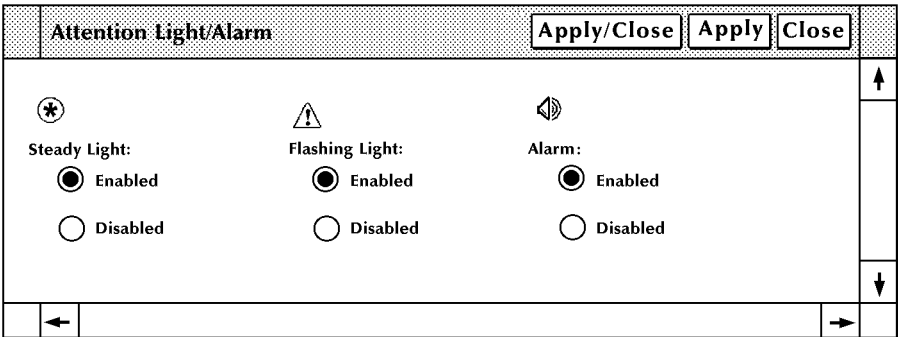 Attention Light/Alarm Apply/Close Apply Close
Steady Light: Flashing Light: Alarm:
Enabled Enabled Enabled
Disabled Disabled Disabled